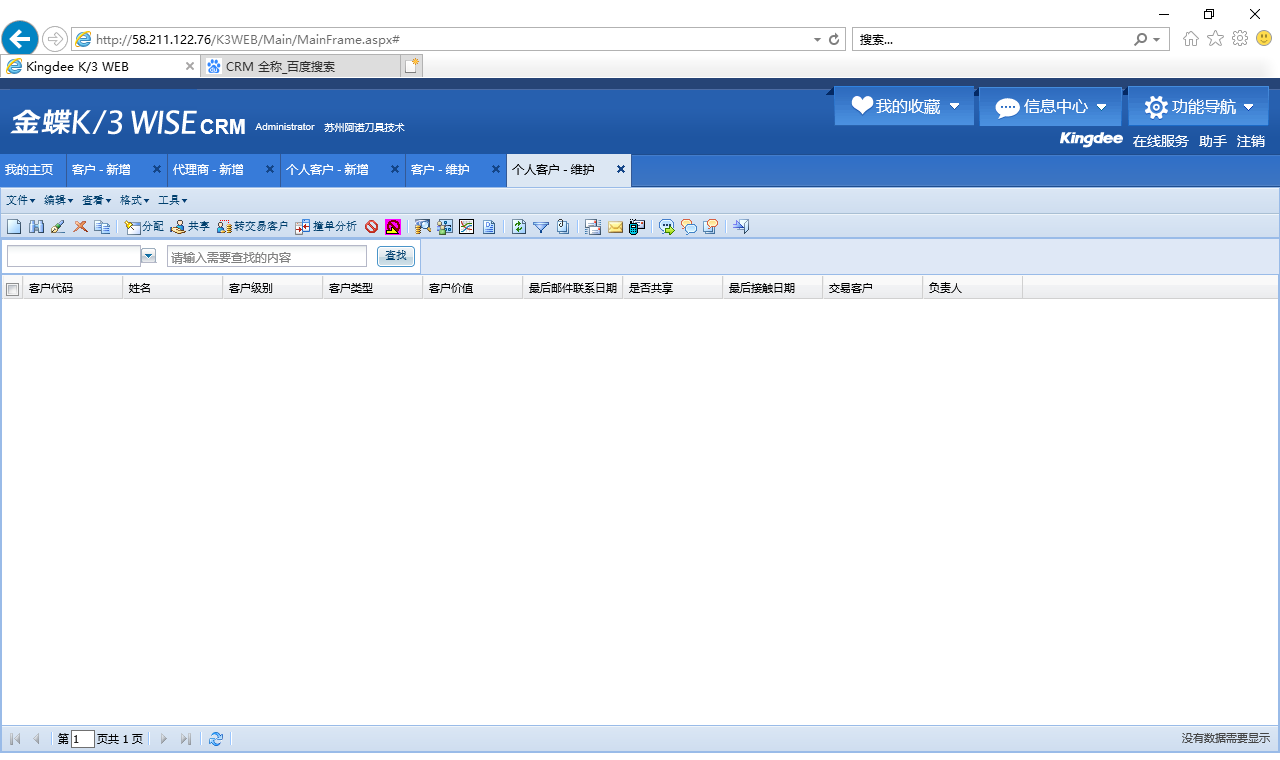 http://58.211.122.76/K3WEB/Main/MainFrame.aspx#
搜索...
Kingdee K/3 WEB
CRM 全称_百度搜索
金蝶K/3 WISE CRM Administrator 苏州阿诺刀具技术
我的收藏 信息中心 功能导航
Kingdee 在线服务 助手 注销
我的主页 客户 - 新增 代理商 - 新增 个人客户 - 新增 客户 - 维护 个人客户 - 维护
文件 编辑 查看 格式 工具
分配 共享 转交易客户 撞单分析
请输入需要查找的内容 查找
客户代码 姓名 客户级别 客户类型 客户价值 最后邮件联系日期 是否共享 最后接触日期 交易客户 负责人
第 1 页共 1 页 没有数据需要显示